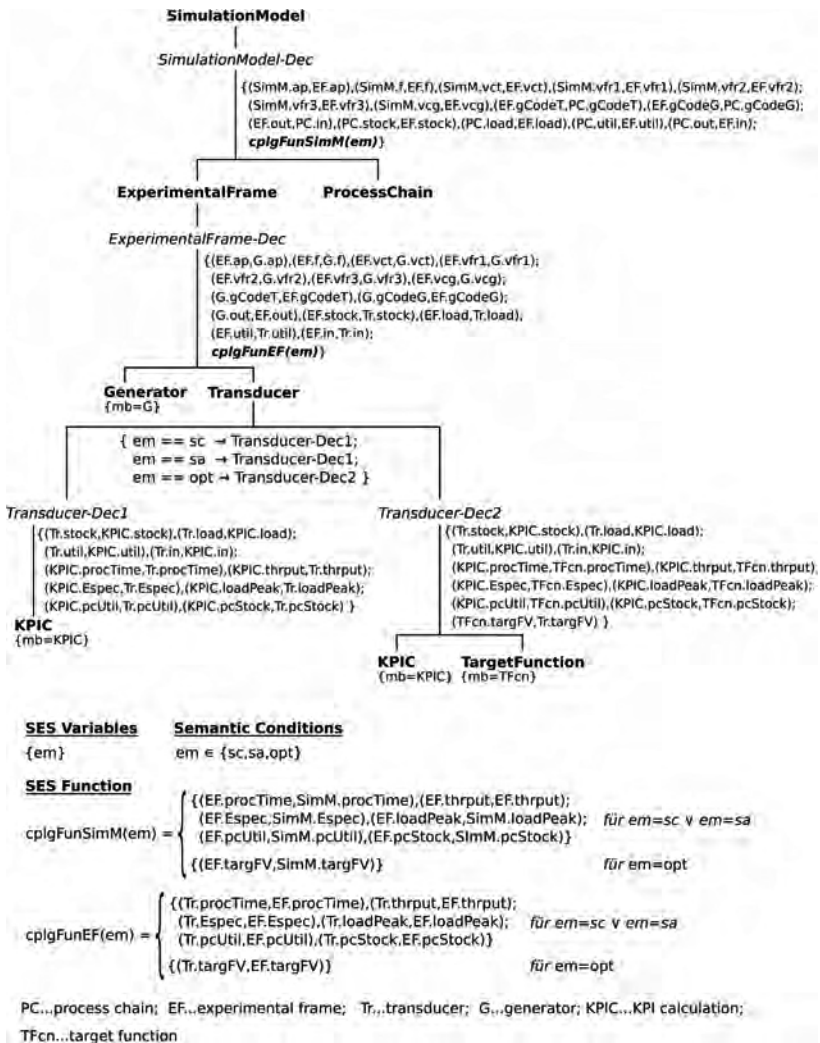 SimulationModel
SimulationModel-Dec
{(SimM.ap,EF.ap),(SimM.f,EF.f),(SimM.vct,EF.vct),(SimM.vfr1,EF.vfr1),(SimM.vfr2,EF.vfr2);
(SimM.vfr3,EF.vfr3),(SimM.vcg,EF.vcg),(EF.gCodeT,PC.gCodeT),(EF.gCodeG,PC.gCodeG);
(EF.out,PC.in),(PC.stock,EF.stock),(PC.load,EF.load),(PC.util,EF.util),(PC.out,EF.in);
cplgFunSimM(em)}
ExperimentalFrame ProcessChain
ExperimentalFrame-Dec
{(EF.ap,G.ap),(EF.f,G.f),(EF.vct,G.vct),(EF.vfr1,G.vfr1);
(EF.vfr2,G.vfr2),(EF.vfr3,G.vfr3),(EF.vcg,G.vcg);
(G.gCodeT,EF.gCodeT),(G.gCodeG,EF.gCodeG);
(G.out,EF.out),(EF.stock,Tr.stock),(EF.load,Tr.load),
(EF.util,Tr.util),(EF.in,Tr.in);
cplgFunEF(em)}
Generator Transducer
{mb=G}
{ em == sc → Transducer-Dec1;
em == sa → Transducer-Dec1;
em == opt → Transducer-Dec2 }
Transducer-Dec1 Transducer-Dec2
{(Tr.stock,KPIC.stock),(Tr.load,KPIC.load);
(Tr.util,KPIC.util),(Tr.in,KPIC.in);
(KPIC.procTime,Tr.procTime),(KPIC.thrput,Tr.thrput);
(KPIC.Espec,Tr.Espec),(KPIC.loadPeak,Tr.loadPeak);
(KPIC.pcUtil,Tr.pcUtil),(KPIC.pcStock,Tr.pcStock) }
KPIC
{mb=KPIC}
{(Tr.stock,KPIC.stock),(Tr.load,KPIC.load);
(Tr.util,KPIC.util),(Tr.in,KPIC.in);
(KPIC.procTime,TFcn.procTime),(KPIC.thrput,TFcn.thrput);
(KPIC.Espec,TFcn.Espec),(KPIC.loadPeak,TFcn.loadPeak);
(KPIC.pcUtil,TFcn.pcUtil),(KPIC.pcStock,TFcn.pcStock);
(TFcn.targFV,Tr.targFV) }
KPIC TargetFunction
{mb=KPIC} {mb=TFcn}
SES Variables Semantic Conditions
{em} em ∈ {sc,sa,opt}
SES Function
{(EF.procTime,SimM.procTime),(EF.thrput,EF.thrput);
cplgFunSimM(em) = (EF.Espec,SimM.Espec),(EF.loadPeak,SimM.loadPeak); für em=sc ∨ em=sa
(EF.pcUtil,SimM.pcUtil),(EF.pcStock,SImM.pcStock)}
{(EF.targFV,SimM.targFV)} für em=opt
{(Tr.procTime,EF.procTime),(Tr.thrput,EF.thrput);
cplgFunEF(em) = (Tr,Espec,EF.Espec),(Tr.loadPeak,EF.loadPeak); für em=sc ∨ em=sa
(Tr.pcUtil,EF.pcUtil),(Tr.pcStock,EF.pcStock)}
{(Tr.targFV,EF.targFV)} für em=opt
PC...process chain; EF...experimental frame; Tr...transducer; G...generator; KPIC...KPI calculation;
TFcn...target function